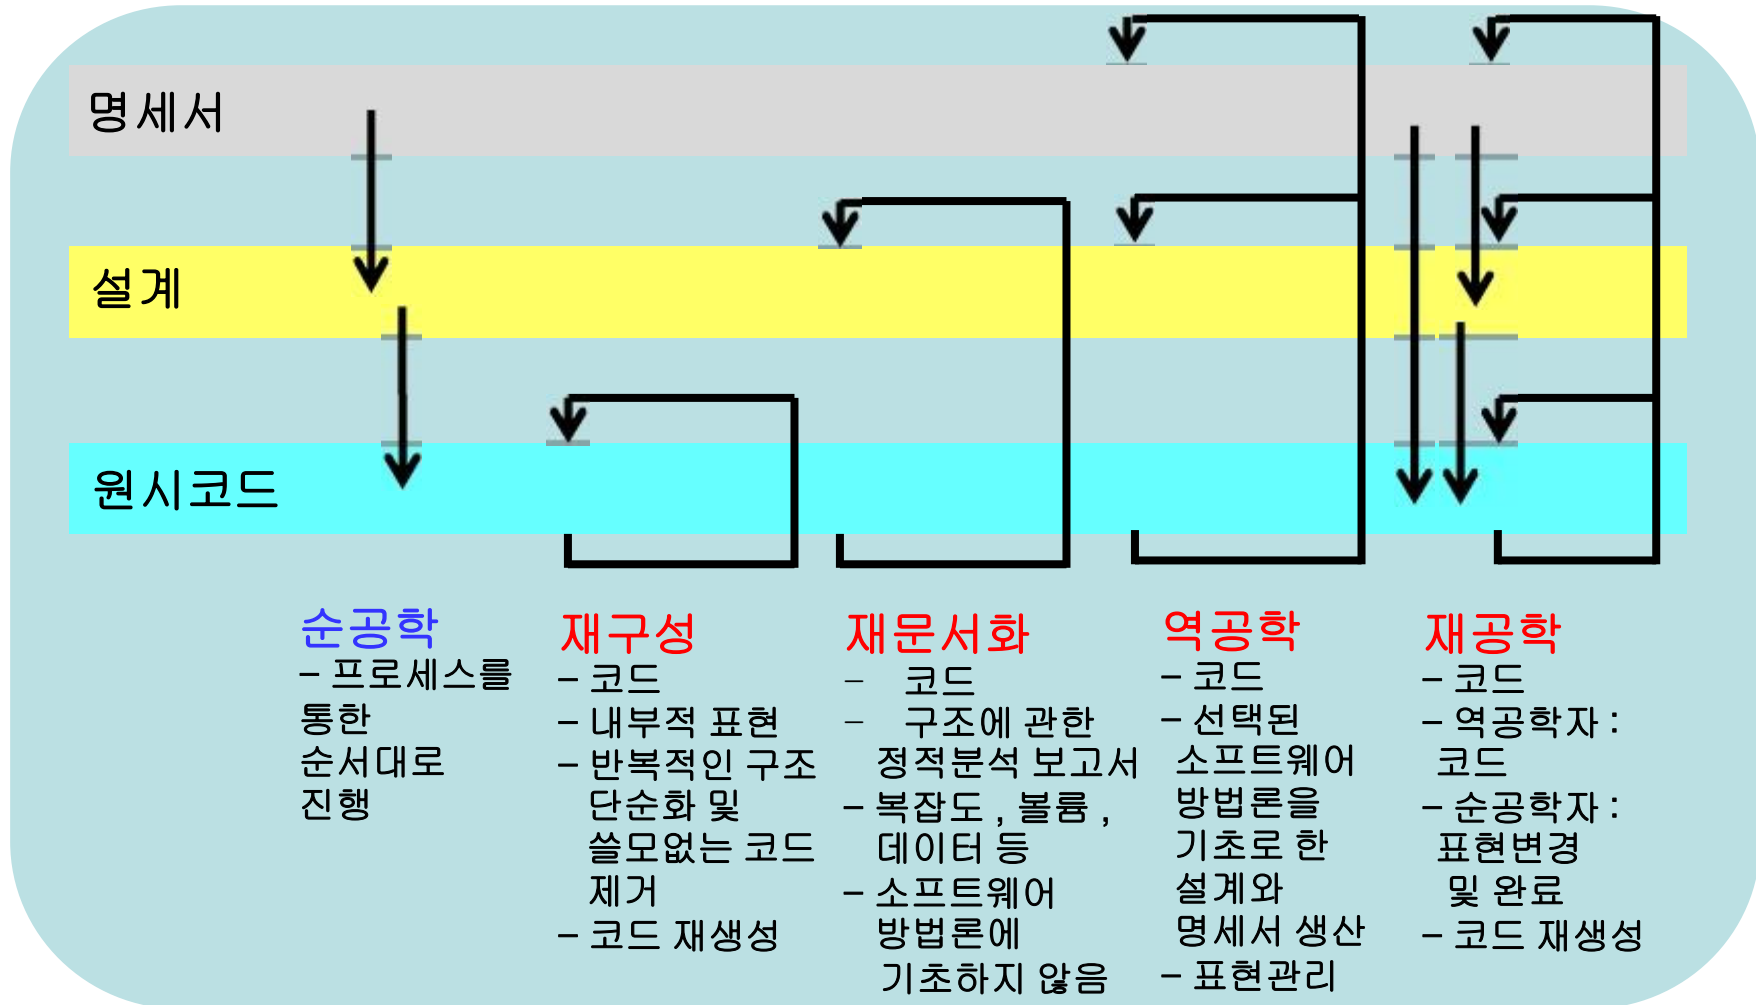 명세서
설계
원시코드
순공학
– 프로세스를
통한
순서대로
진행
재구성
– 코드
– 내부적 표현
– 반복적인 구조
단순화 및
쓸모없는 코드
제거
– 코드 재생성
재문서화
– 코드
– 구조에 관한
정적분석 보고서
– 복잡도 , 볼륨 ,
데이터 등
– 소프트웨어
방법론에
기초하지 않음
역공학
– 코드
– 선택된
소프트웨어
방법론을
기초로 한
설계와
명세서 생산
– 표현관리
재공학
– 코드
– 역공학자 :
코드
– 순공학자 :
표현변경
및 완료
– 코드 재생성